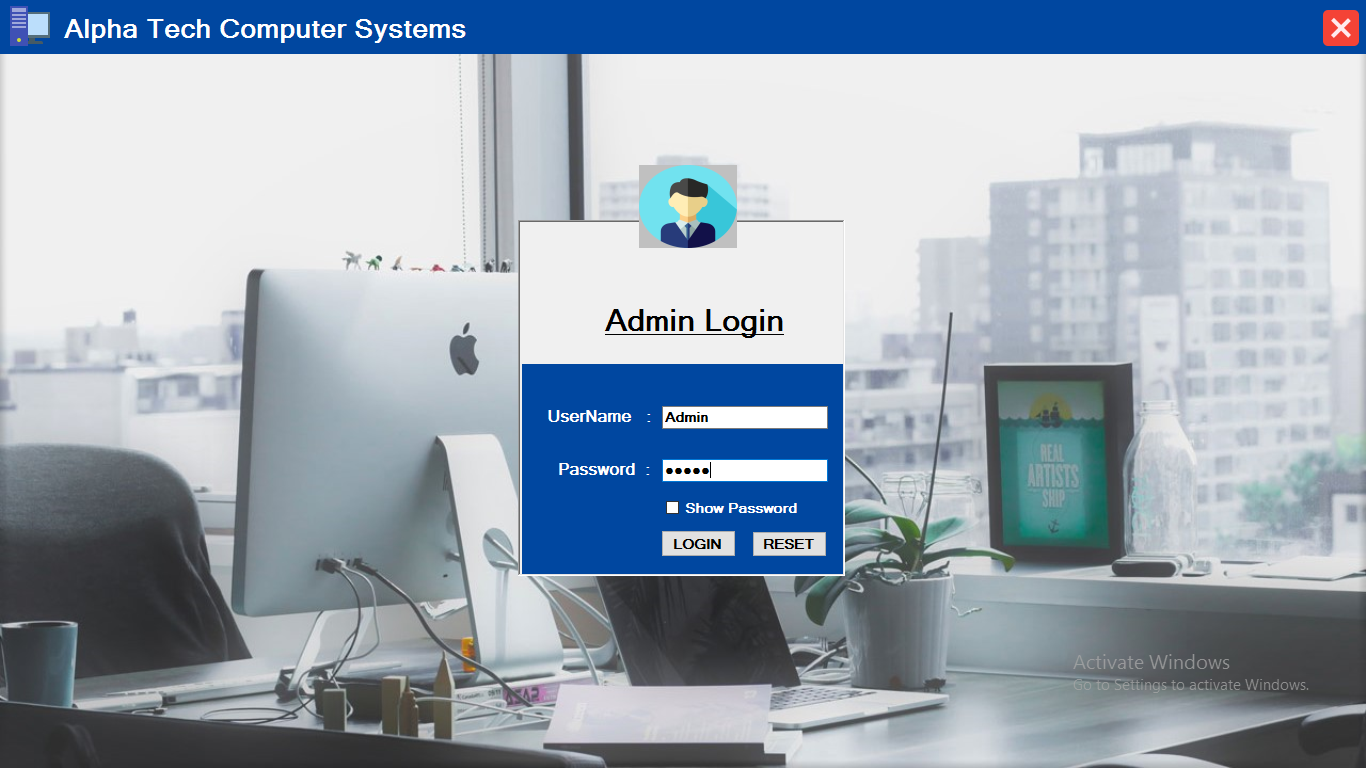 Alpha Tech Computer Systems
Admin Login
UserName :
Admin
Password :
●●●●●
Show Password
LOGIN
RESET
REAL
ARTISTS
SHIP
Activate Windows
Go to Settings to activate Windows.